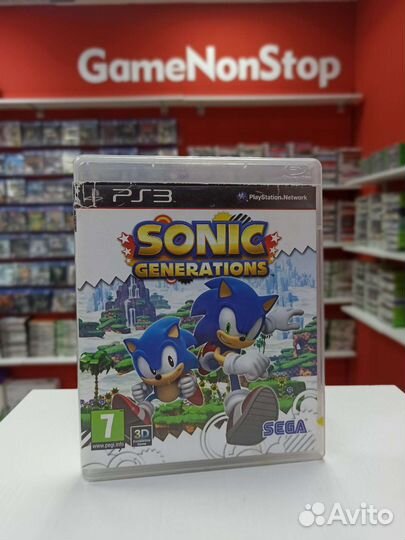 GameNonStop
PS3
PlayStation Network
SONIC
GENERATIONS
7
www.pegi.info
3D
SEGA
Avito